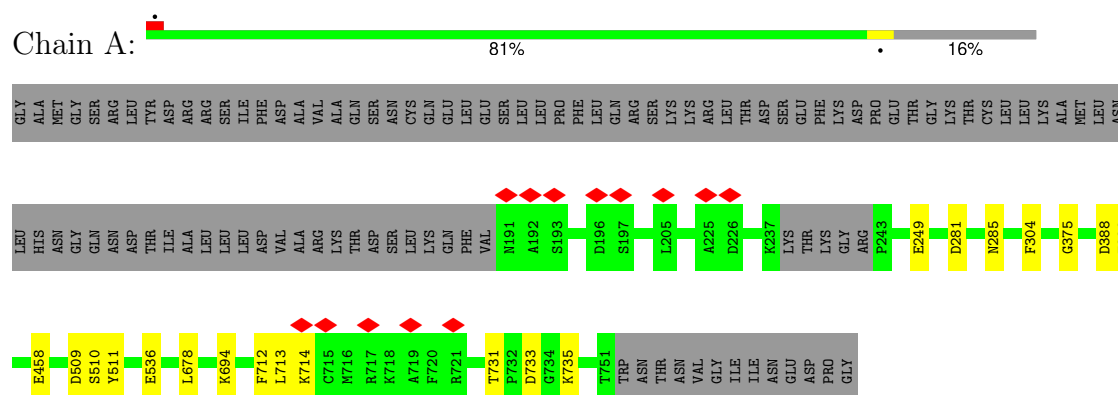 Chain A:
81%
16%
GLY ALA MET GLY SER ARG LEU TYR ASP ARG ARG SER ILE PHE ASP ALA VAL ALA GLN SER ASN CYS GLN GLU LEU GLU SER LEU LEU PRO PHE LEU GLN ARG SER LYS LYS ARG LEU THR ASP SER GLU PHE LYS ASP PRO GLU THR GLY LYS THR CYS LEU LEU LYS ALA MET LEU ASN
LEU HIS ASN GLY GLN ASN ASP THR ILE ALA LEU LEU LEU ASP VAL ALA ARG LYS THR ASP SER LEU LYS GLN PHE VAL N191 A192 S193 D196 S197 L205 A225 D226 K237 LYS THR LYS GLY ARG P243 E249 D281 N285 F304 G375 D388
E458 D509 S510 Y511 E536 L678 K694 F712 L713 K714 C715 M716 R717 K718 A719 F720 R721 T731 P732 D733 G734 K735 T751 TRP ASN THR ASN VAL GLY ILE ILE ASN GLU ASP PRO GLY